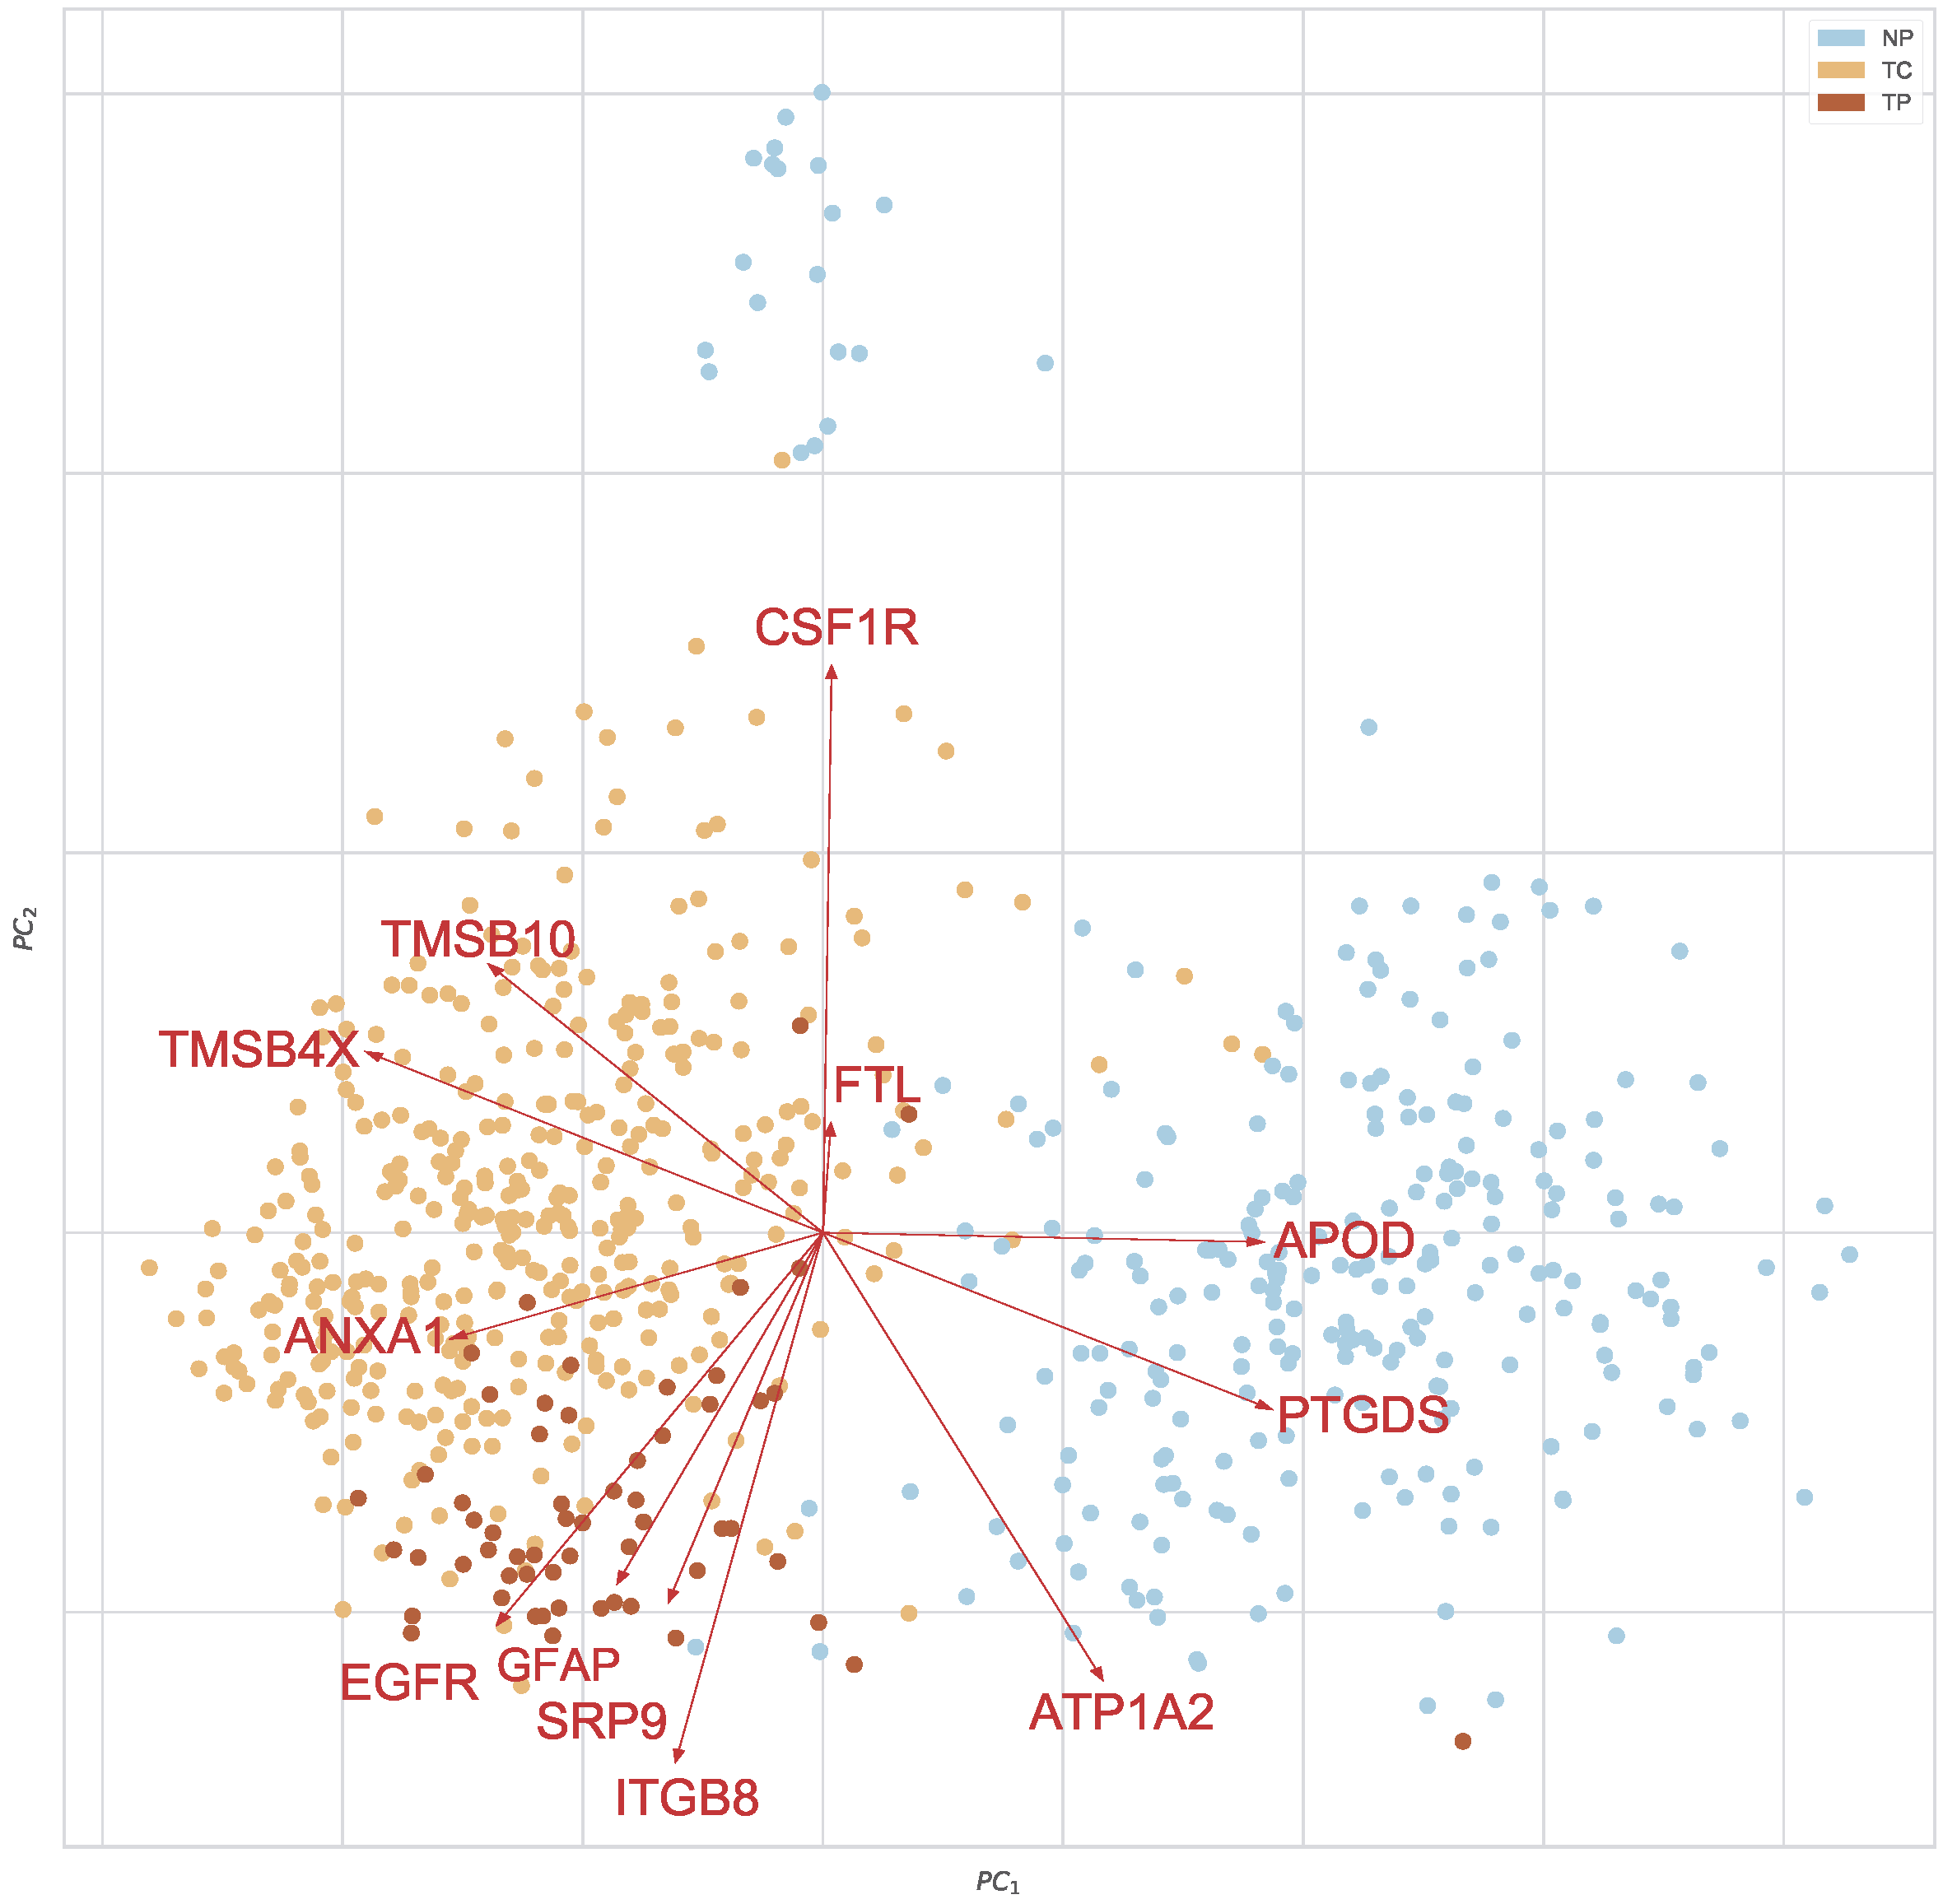 NP
TC
TP
CSF1R
TMSB10
TMSB4X
FTL
APOD
ANXA1
PTGDS
GFAP
EGFR
SRP9
ATP1A2
ITGB8
PC₂
PC₁